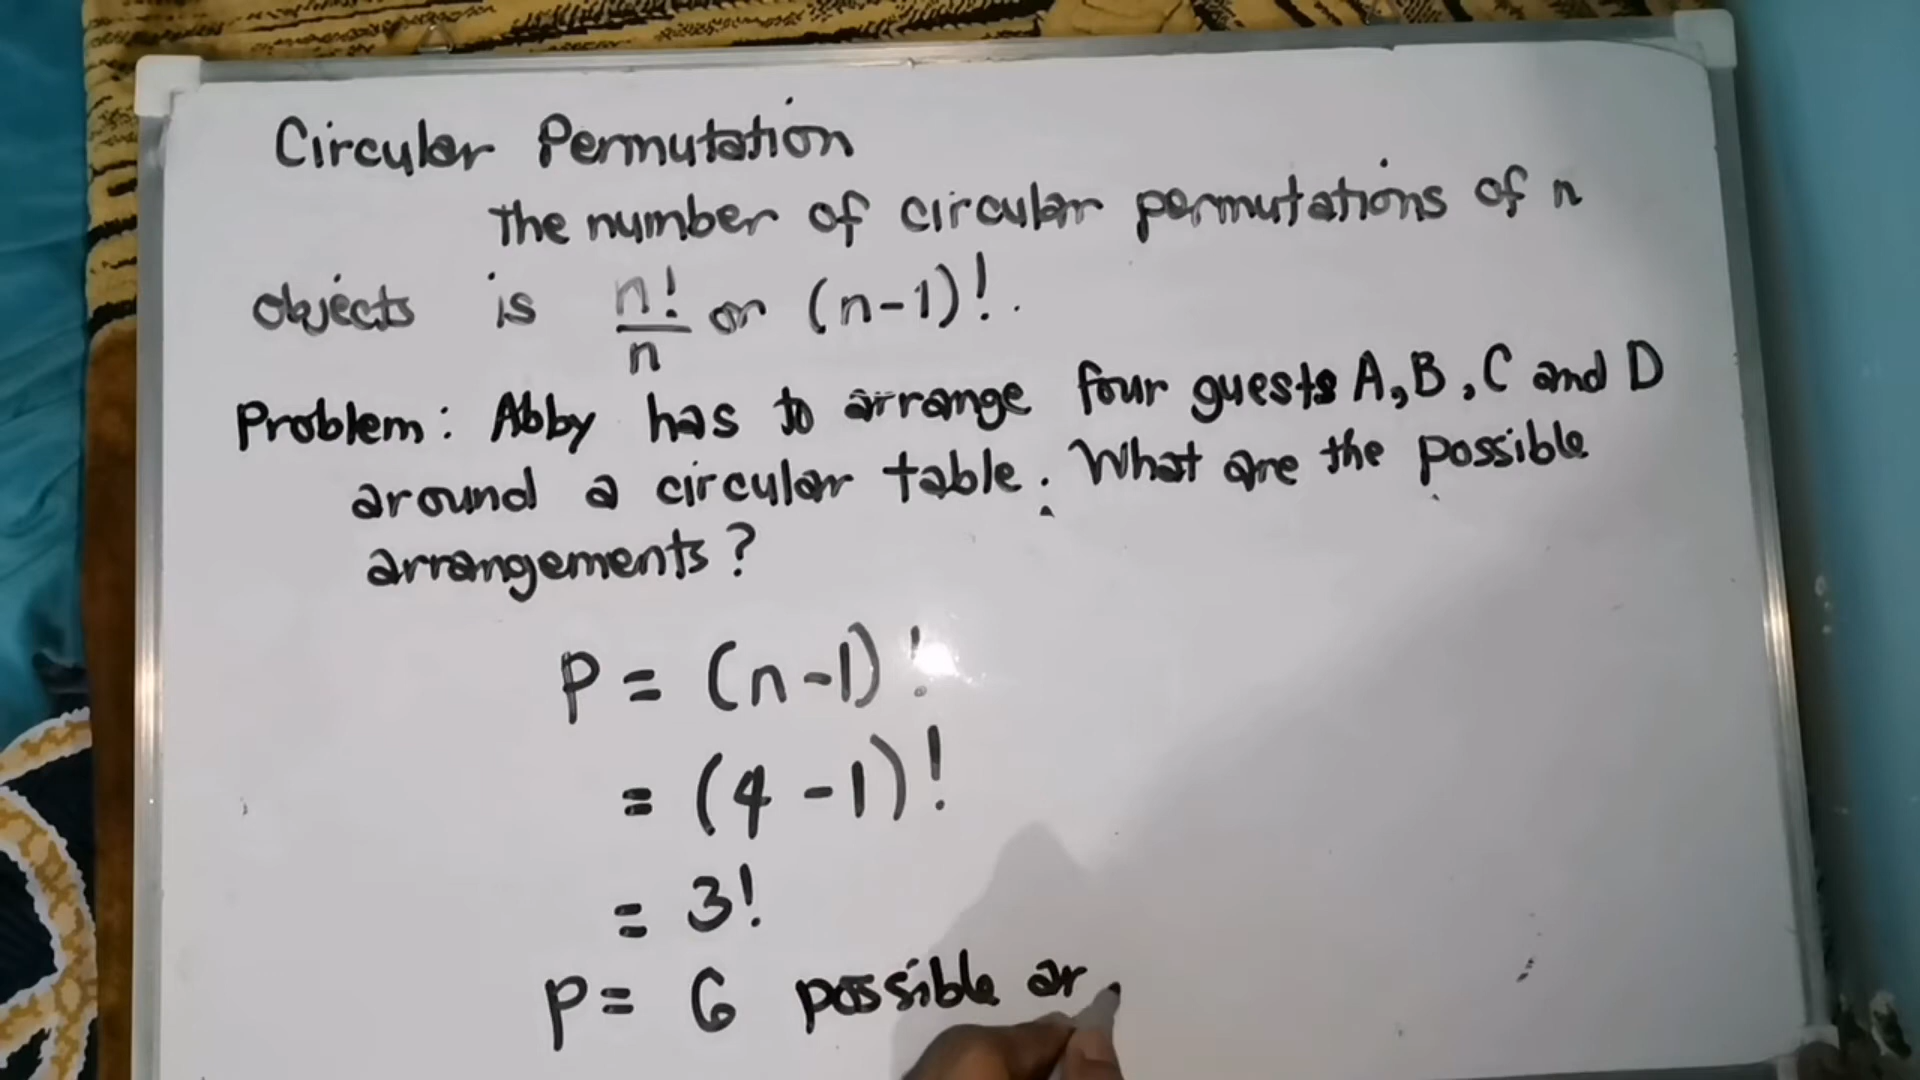 Circular Permutation
The number of circular permutations of n
objects is n!/n or (n-1)!.
Problem: Abby has to arrange four guests A, B, C and D
around a circular table. What are the possible
arrangements?
P = (n-1)!
= (4-1)!
= 3!
P = 6 possible ar